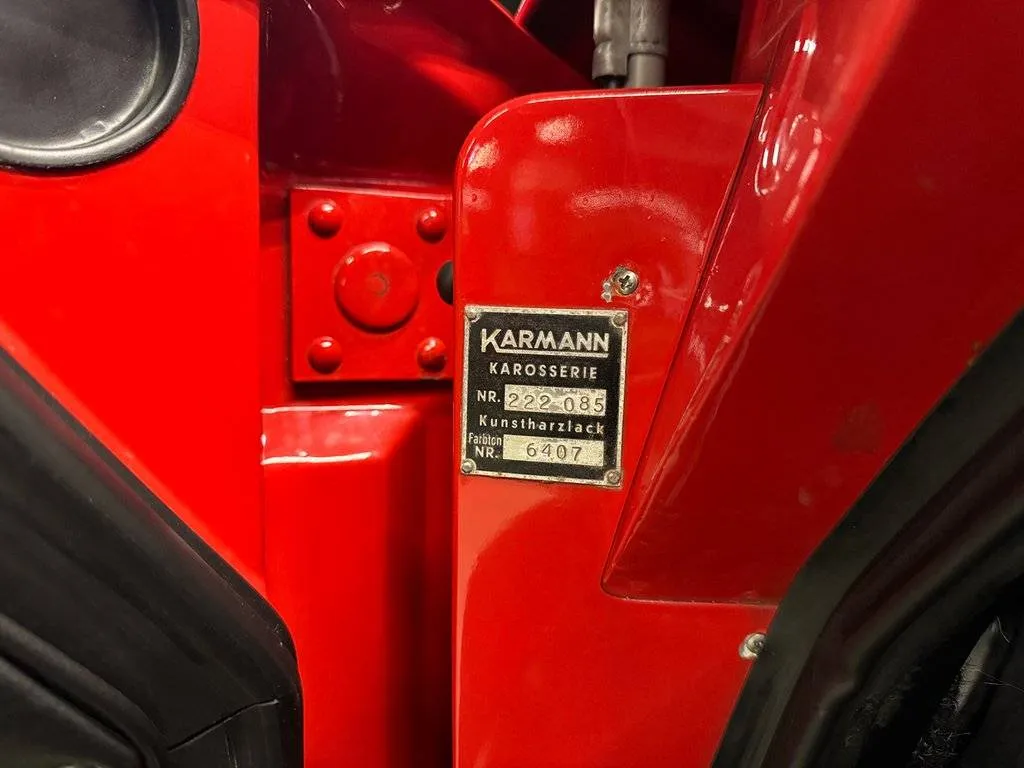 KARMANN
KAROSSERIE
NR. 222 085
Kunstharzlack
Farbton
NR. 6407